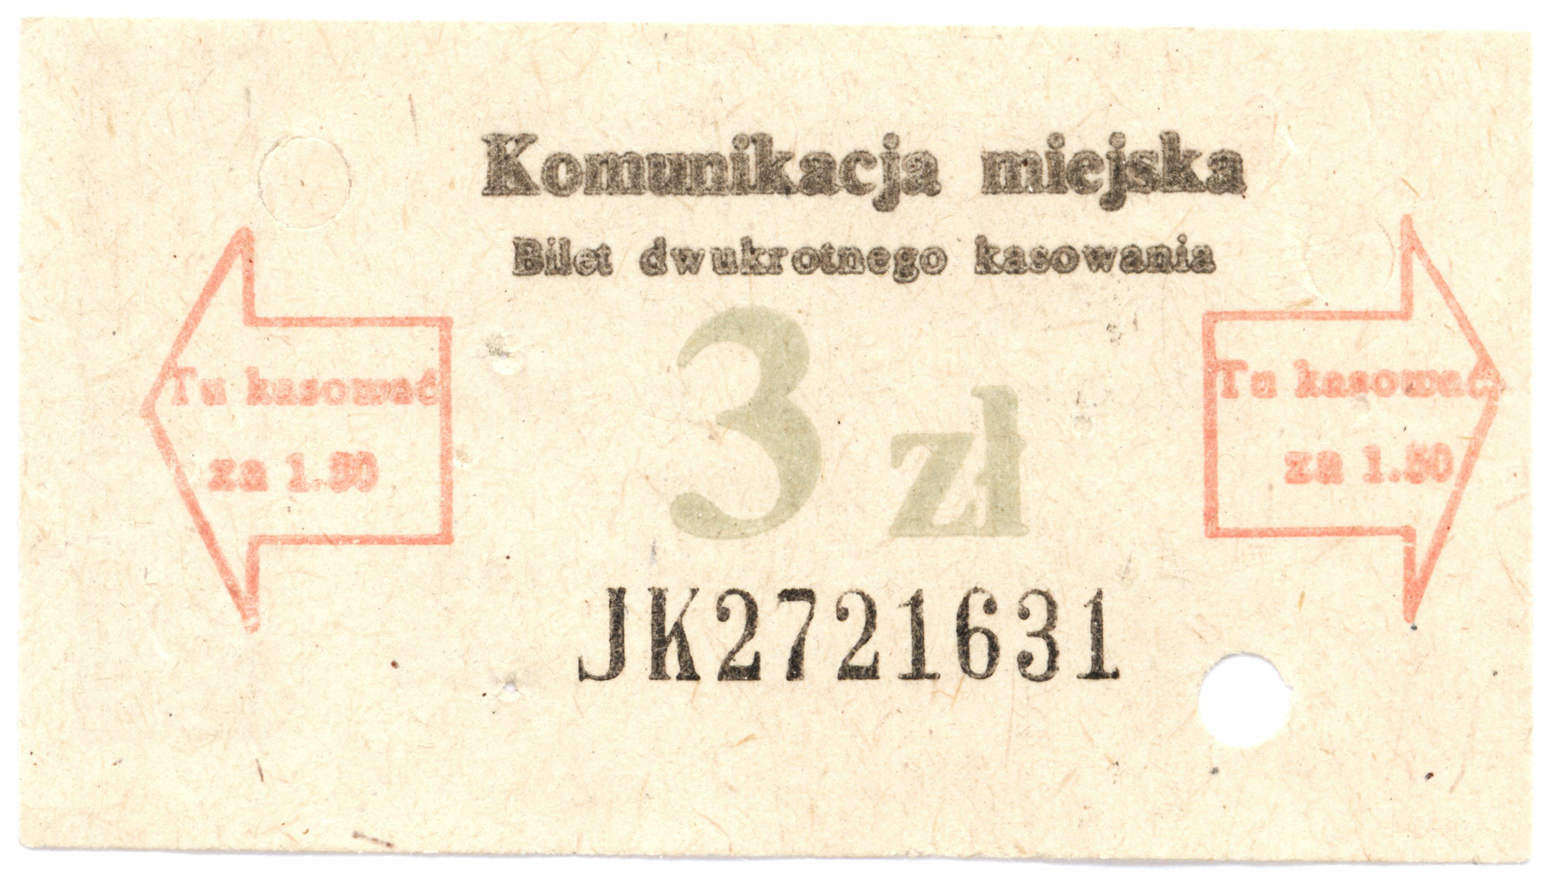 Komunikacja miejska
Bilet dwukrotnego kasowania
3 zł
Tu kasować
za 1.50
Tu kasować
za 1.50
JK2721631